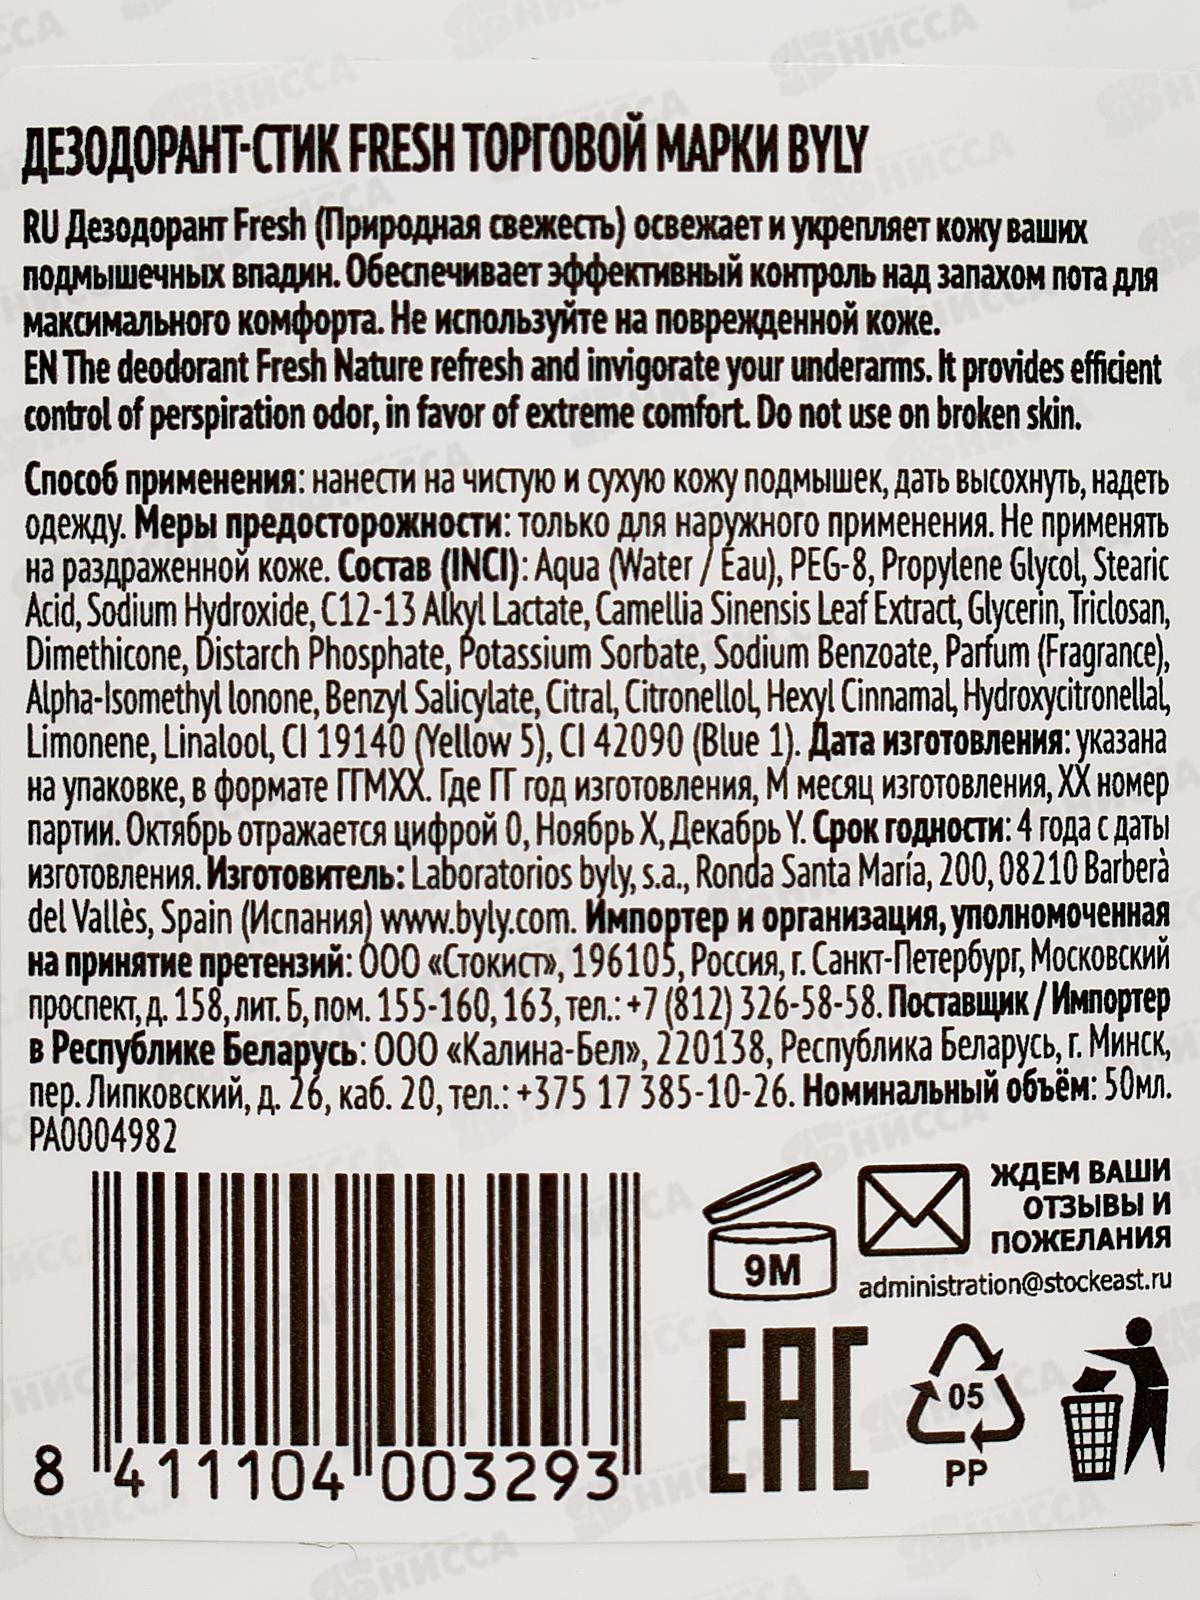 ДЕЗОДОРАНТ-СТИК FRESH ТОРГОВОЙ МАРКИ BYLY
RU Дезодорант Fresh (Природная свежесть) освежает и укрепляет кожу ваших
подмышечных впадин. Обеспечивает эффективный контроль над запахом пота для
максимального комфорта. Не используйте на поврежденной коже.
EN The deodorant Fresh Nature refresh and invigorate your underarms. It provides efficient
control of perspiration odor, in favor of extreme comfort. Do not use on broken skin.
Способ применения: нанести на чистую и сухую кожу подмышек, дать высохнуть, надеть
одежду. Меры предосторожности: только для наружного применения. Не применять
на раздраженной коже. Состав (INCI): Aqua (Water / Eau), PEG-8, Propylene Glycol, Stearic
Acid, Sodium Hydroxide, C12-13 Alkyl Lactate, Camellia Sinensis Leaf Extract, Glycerin, Triclosan,
Dimethicone, Distarch Phosphate, Potassium Sorbate, Sodium Benzoate, Parfum (Fragrance),
Alpha-Isomethyl Ionone, Benzyl Salicylate, Citral, Citronellol, Hexyl Cinnamal, Hydroxycitronellal,
Limonene, Linalool, CI 19140 (Yellow 5), CI 42090 (Blue 1). Дата изготовления: указана
на упаковке, в формате ГГМХХ. Где ГГ год изготовления, М месяц изготовления, ХХ номер
партии. Октябрь отражается цифрой 0, Ноябрь X, Декабрь Y. Срок годности: 4 года с даты
изготовления. Изготовитель: Laboratorios byly, s.a., Ronda Santa María, 200, 08210 Barberà
del Vallès, Spain (Испания) www.byly.com. Импортер и организация, уполномоченная
на принятие претензий: ООО «Стокист», 196105, Россия, г. Санкт-Петербург, Московский
проспект, д. 158, лит. Б, пом. 155-160, 163, тел.: +7 (812) 326-58-58. Поставщик / Импортер
в Республике Беларусь: ООО «Калина-Бел», 220138, Республика Беларусь, г. Минск,
пер. Липковский, д. 26, каб. 20, тел.: +375 17 385-10-26. Номинальный объём: 50мл.
PA0004982
ЖДЕМ ВАШИ
ОТЗЫВЫ И
ПОЖЕЛАНИЯ
administration@stockeast.ru
9M
EAC
05
PP
8 411104 003293